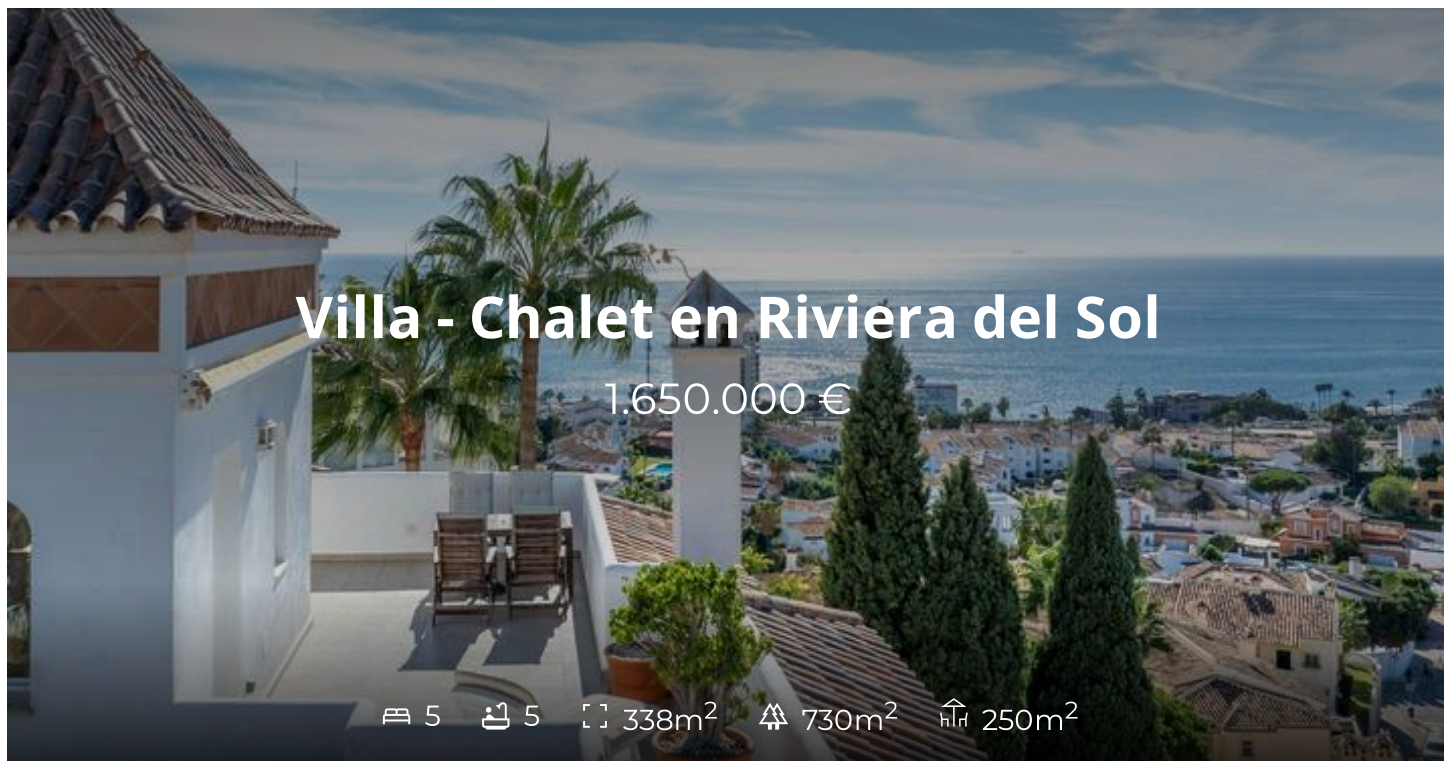 Villa - Chalet en Riviera del Sol
1.650.000 €
5 5 338m² 730m² 250m²